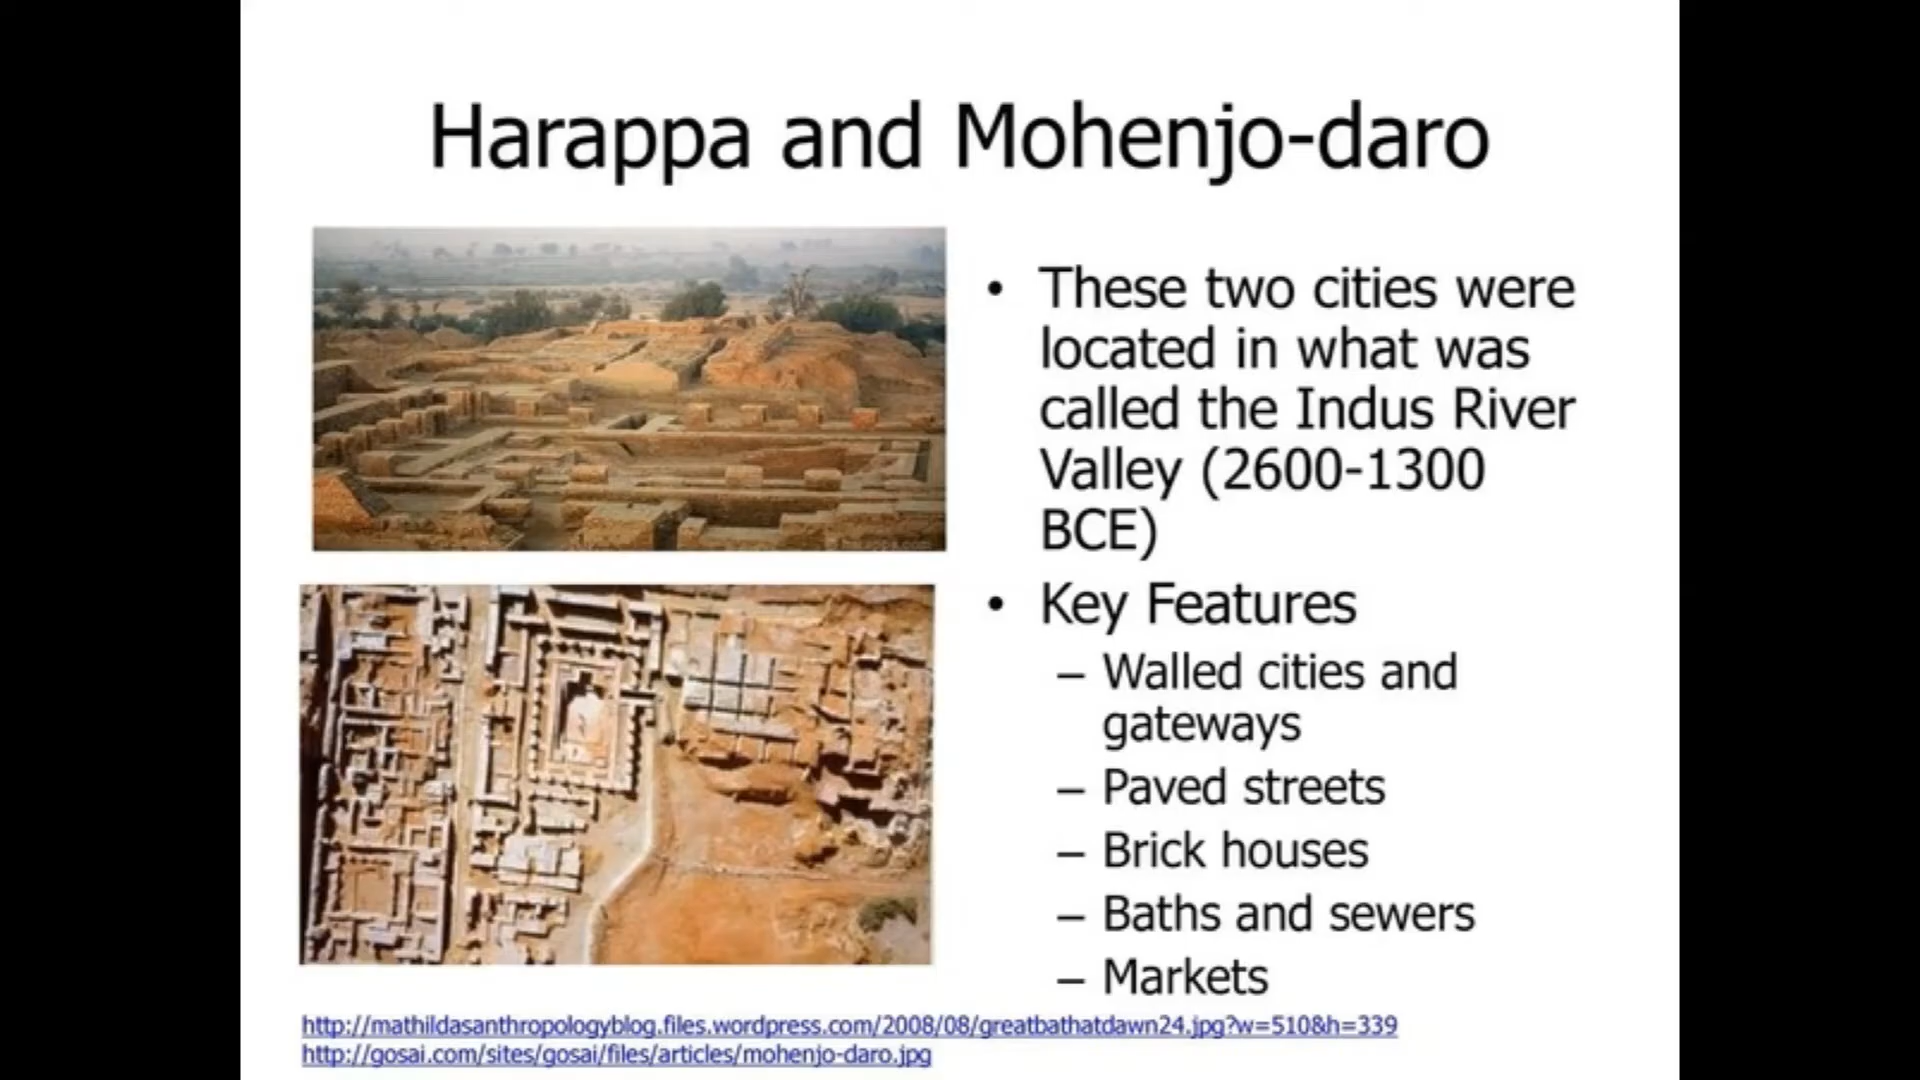 Harappa and Mohenjo-daro
• These two cities were
located in what was
called the Indus River
Valley (2600-1300
BCE)
• Key Features
– Walled cities and
gateways
– Paved streets
– Brick houses
– Baths and sewers
– Markets
http://mathildasanthropologyblog.files.wordpress.com/2008/08/greatbathatdawn24.jpg?w=510&h=339
http://gosai.com/sites/gosai/files/articles/mohenjo-daro.jpg